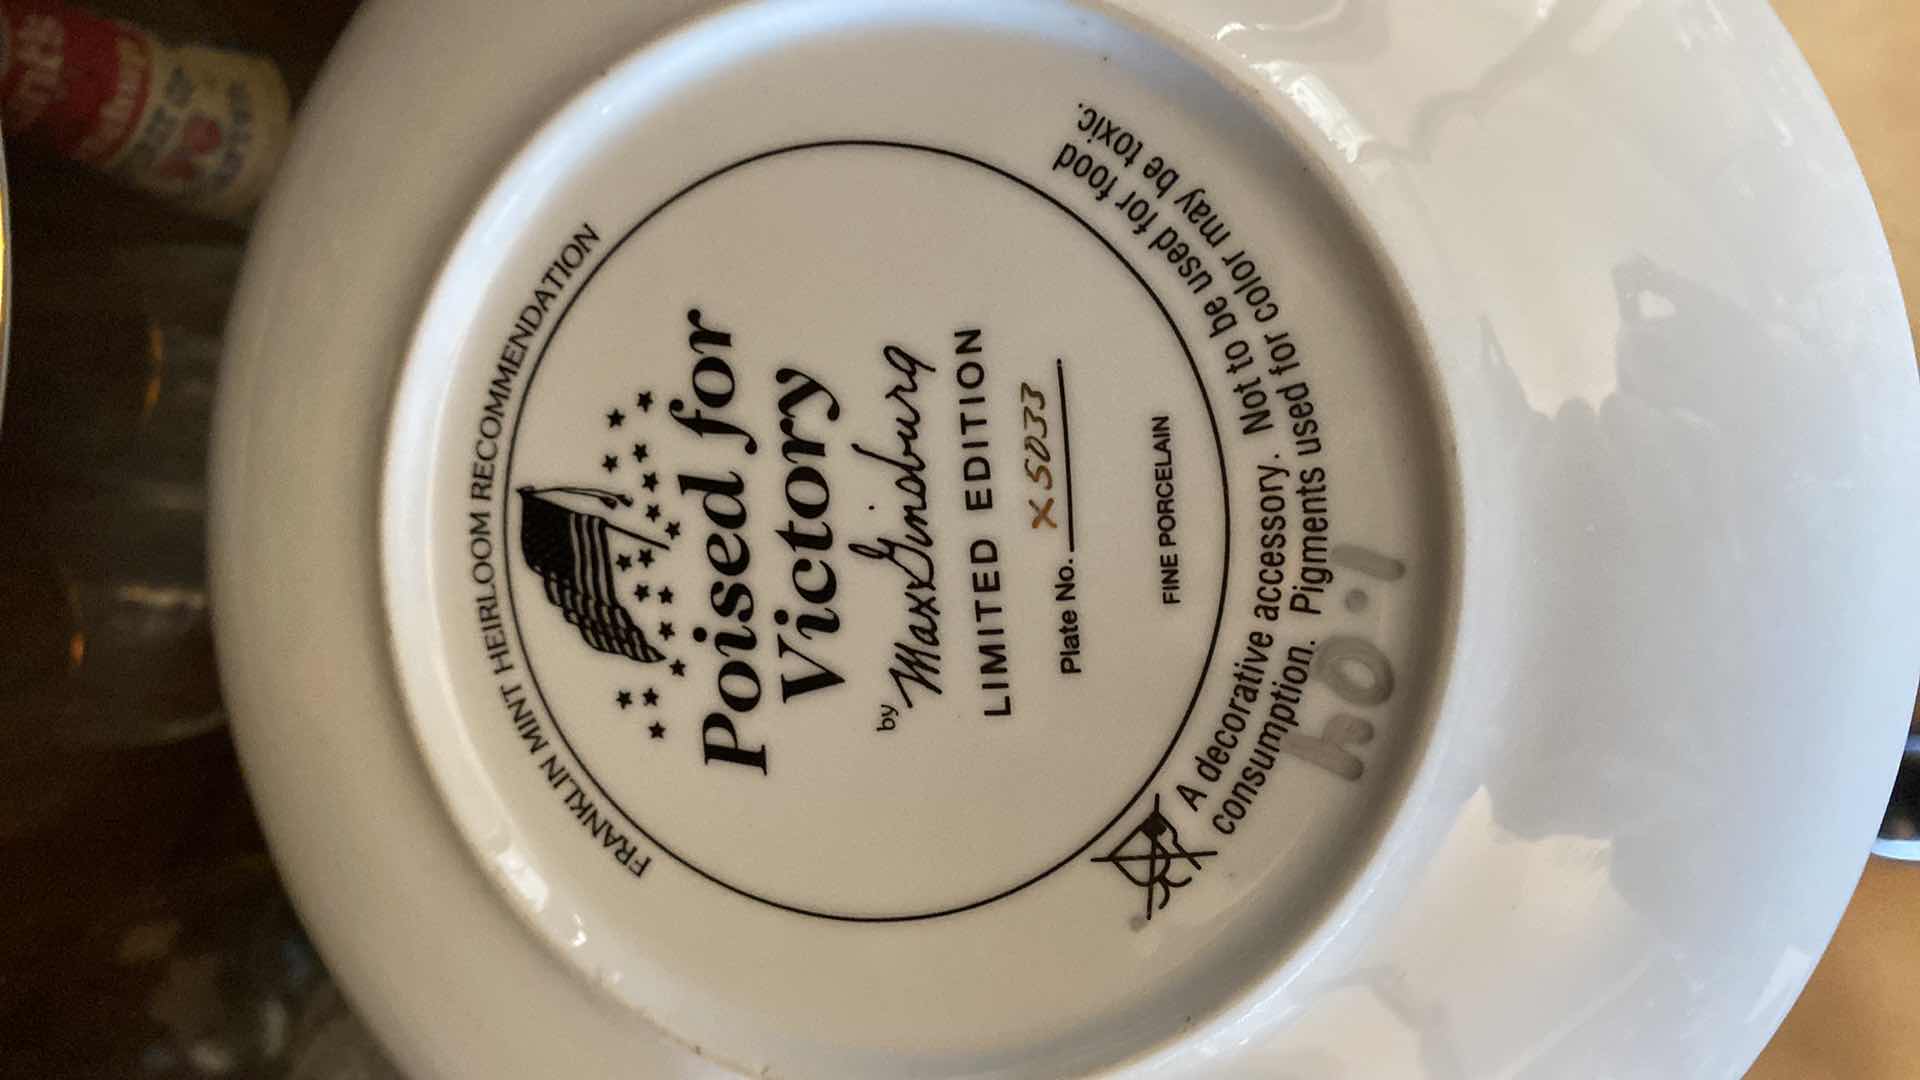 FRANKLIN MINT HEIRLOOM RECOMMENDATION
Poised for
Victory
by Maxx Ginsburg
LIMITED EDITION
Plate No. X5033
FINE PORCELAIN
A decorative accessory. Not to be used for food
consumption. Pigments used for color may be toxic.